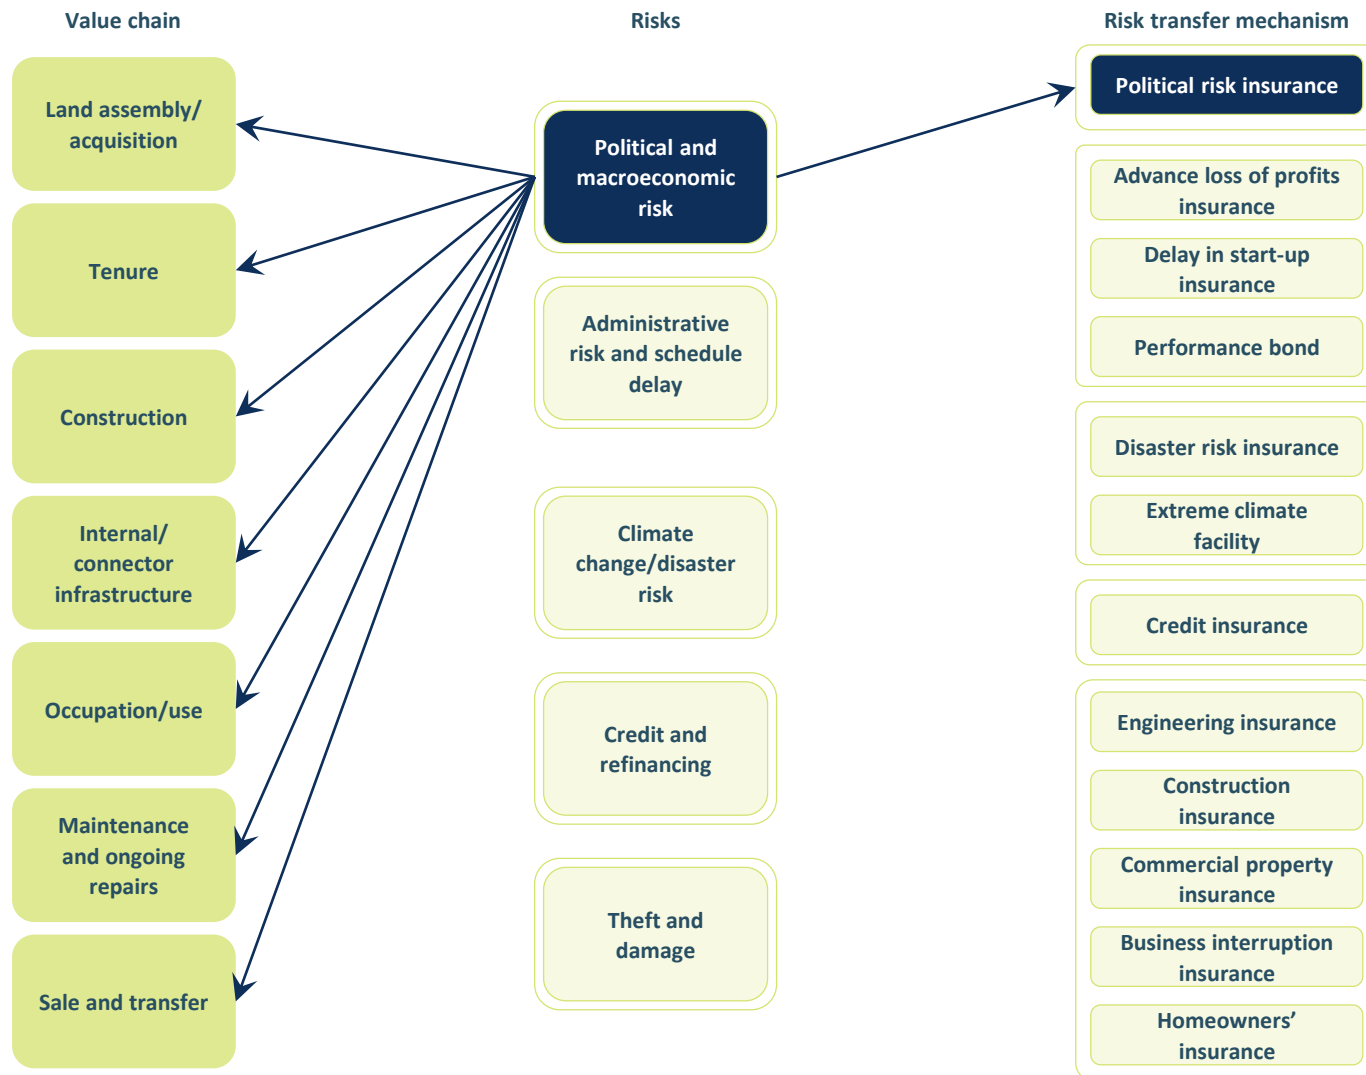 Value chain
Land assembly/
acquisition
Tenure
Construction
Internal/
connector
infrastructure
Occupation/use
Maintenance
and ongoing
repairs
Sale and transfer
Risks
Political and
macroeconomic
risk
Administrative
risk and schedule
delay
Climate
change/disaster
risk
Credit and
refinancing
Theft and
damage
Risk transfer mechanism
Political risk insurance
Advance loss of profits
insurance
Delay in start-up
insurance
Performance bond
Disaster risk insurance
Extreme climate
facility
Credit insurance
Engineering insurance
Construction
insurance
Commercial property
insurance
Business interruption
insurance
Homeowners’
insurance